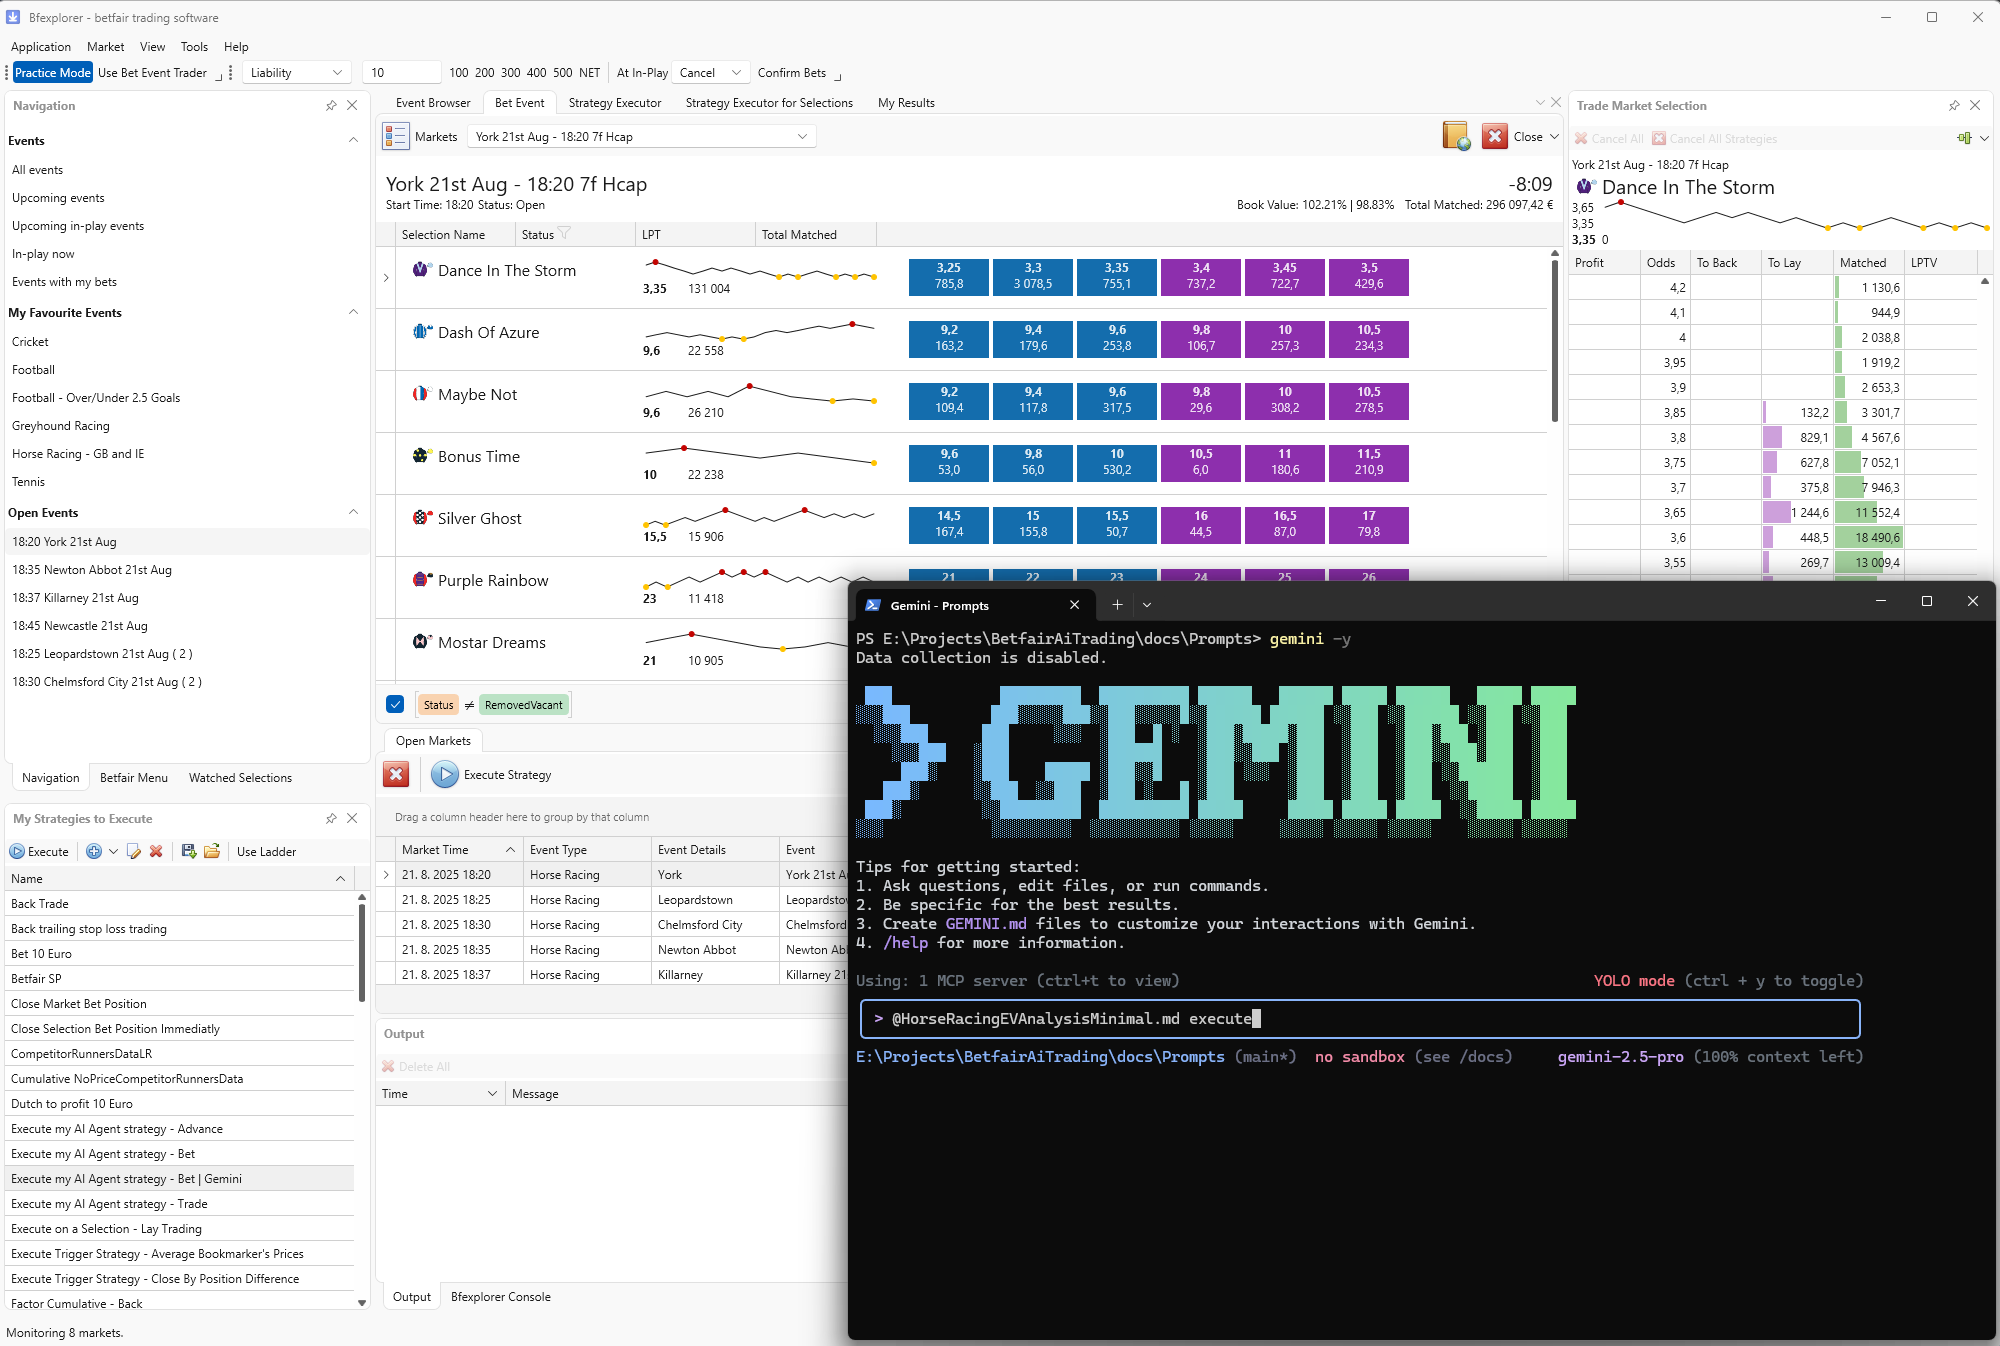 Bfexplorer - betfair trading software
Application Market View Tools Help
Practice Mode Use Bet Event Trader Liability 10 100 200 300 400 500 NET At In-Play Cancel Confirm Bets
Navigation
Events
All events
Upcoming events
Upcoming in-play events
In-play now
Events with my bets
My Favourite Events
Cricket
Football
Football - Over/Under 2.5 Goals
Greyhound Racing
Horse Racing - GB and IE
Tennis
Open Events
18:20 York 21st Aug
18:35 Newton Abbot 21st Aug
18:37 Killarney 21st Aug
18:45 Newcastle 21st Aug
18:25 Leopardstown 21st Aug ( 2 )
18:30 Chelmsford City 21st Aug ( 2 )
Navigation Betfair Menu Watched Selections
My Strategies to Execute
Execute Use Ladder
Name
Back Trade
Back trailing stop loss trading
Bet 10 Euro
Betfair SP
Close Market Bet Position
Close Selection Bet Position Immediatly
CompetitorRunnersDataLR
Cumulative NoPriceCompetitorRunnersData
Dutch to profit 10 Euro
Execute my AI Agent strategy - Advance
Execute my AI Agent strategy - Bet
Execute my AI Agent strategy - Bet | Gemini
Execute my AI Agent strategy - Trade
Execute on a Selection - Lay Trading
Execute Trigger Strategy - Average Bookmarker's Prices
Execute Trigger Strategy - Close By Position Difference
Factor Cumulative - Back
Monitoring 8 markets.
Event Browser Bet Event Strategy Executor Strategy Executor for Selections My Results
Markets York 21st Aug - 18:20 7f Hcap Close
York 21st Aug - 18:20 7f Hcap -8:09
Start Time: 18:20 Status: Open Book Value: 102.21% | 98.83% Total Matched: 296 097,42 €
Selection Name Status LPT Total Matched
Dance In The Storm 3,25 3,3 3,35 3,4 3,45 3,5
3,35 131 004 785,8 3 078,5 755,1 737,2 722,7 429,6
Dash Of Azure 9,2 9,4 9,6 9,8 10 10,5
9,6 22 558 163,2 179,6 253,8 106,7 257,3 234,3
Maybe Not 9,2 9,4 9,6 9,8 10 10,5
9,6 26 210 109,4 117,8 317,5 29,6 308,2 278,5
Bonus Time 9,6 9,8 10 10,5 11 11,5
10 22 238 53,0 56,0 530,2 6,0 180,6 210,9
Silver Ghost 14,5 15 15,5 16 16,5 17
15,5 15 906 167,4 155,8 50,7 44,5 87,0 79,8
Purple Rainbow 21 22 23 24 25 26
23 11 418
Mostar Dreams
21 10 905
Status ≠ RemovedVacant
Open Markets
Execute Strategy
Drag a column header here to group by that column
Market Time Event Type Event Details Event
21. 8. 2025 18:20 Horse Racing York York 21st Au
21. 8. 2025 18:25 Horse Racing Leopardstown Leopardsto
21. 8. 2025 18:30 Horse Racing Chelmsford City Chelmsford
21. 8. 2025 18:35 Horse Racing Newton Abbot Newton Ab
21. 8. 2025 18:37 Horse Racing Killarney Killarney 21
Output
Delete All
Time Message
Output Bfexplorer Console
Trade Market Selection
Cancel All Cancel All Strategies
York 21st Aug - 18:20 7f Hcap
Dance In The Storm
3,65
3,35
3,35 0
Profit Odds To Back To Lay Matched LPTV
4,2 1 130,6
4,1 944,9
4 2 038,8
3,95 1 919,2
3,9 2 653,3
3,85 132,2 3 301,7
3,8 829,1 4 567,6
3,75 627,8 7 052,1
3,7 375,8 7 946,3
3,65 1 244,6 11 552,4
3,6 448,5 18 490,6
3,55 269,7 13 009,4
Gemini - Prompts
PS E:\Projects\BetfairAiTrading\docs\Prompts> gemini -y
Data collection is disabled.
> GEMINI
Tips for getting started:
1. Ask questions, edit files, or run commands.
2. Be specific for the best results.
3. Create GEMINI.md files to customize your interactions with Gemini.
4. /help for more information.
Using: 1 MCP server (ctrl+t to view) YOLO mode (ctrl + y to toggle)
> @HorseRacingEVAnalysisMinimal.md execute
E:\Projects\BetfairAiTrading\docs\Prompts (main*) no sandbox (see /docs) gemini-2.5-pro (100% context left)